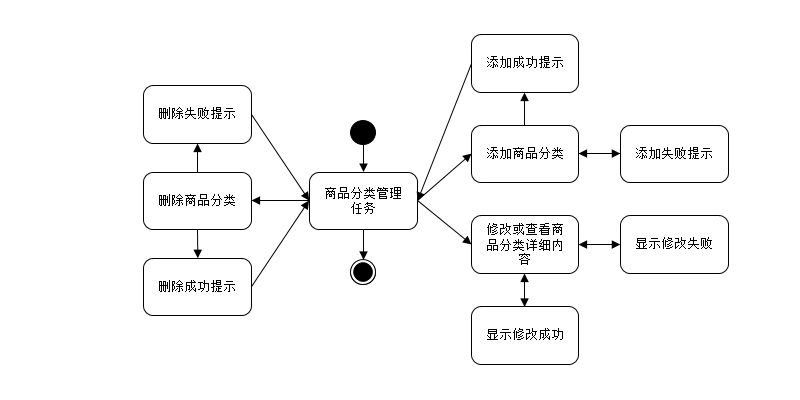 添加成功提示
删除失败提示
添加商品分类
添加失败提示
删除商品分类
商品分类管理
任务
修改或查看商
品分类详细内
容
显示修改失败
删除成功提示
显示修改成功